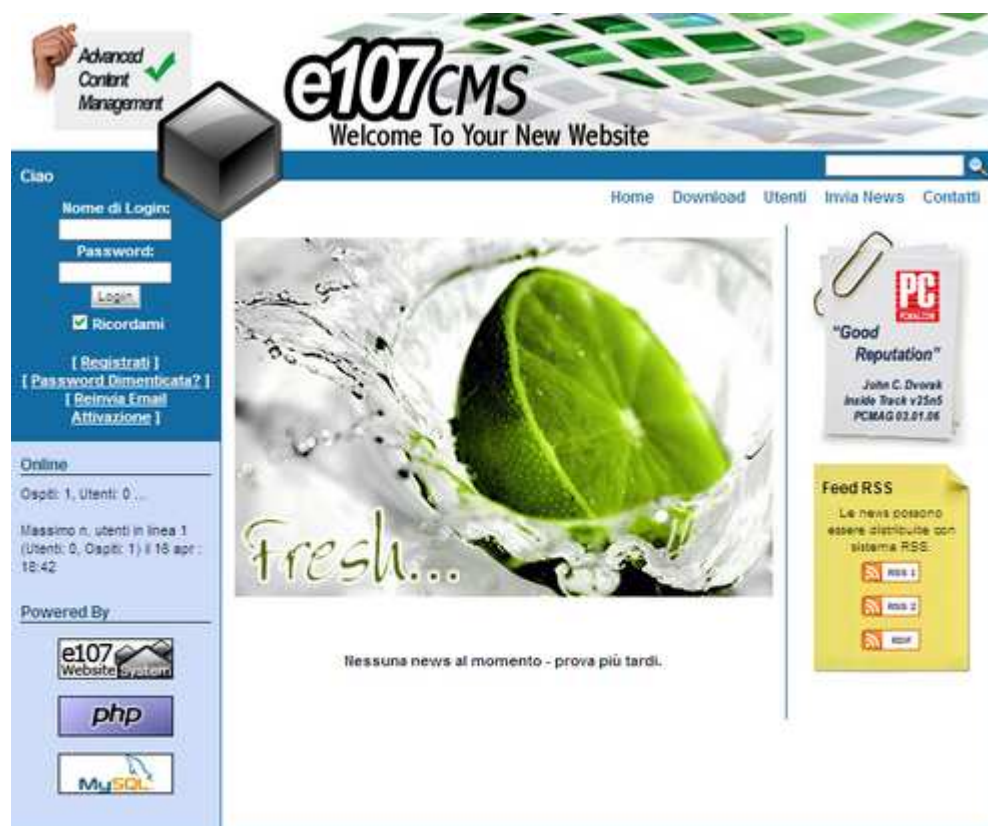 Advanced
Content
Management
e107CMS
Welcome To Your New Website
Ciao
Nome di Login:
Password:
Login
Ricordami
[ Registrati ]
[ Password Dimenticata? ]
[ Reinvia Email
Attivazione ]
Online
Ospiti: 1, Utenti: 0 ...
Massimo n. utenti in linea 1
(Utenti: 0, Ospiti: 1) il 16 apr :
18:42
Powered By
e107
Website System
php
MySQL
Home Download Utenti Invia News Contatti
Fresh...
Nessuna news al momento - prova più tardi.
PC
PCMAG.COM
"Good
Reputation"
John C. Dvorak
Inside Track v25n5
PCMAG 03.01.06
Feed RSS
Le news possono
essere distribuite con
sistema RSS.
RSS 1
RSS 2
RDF